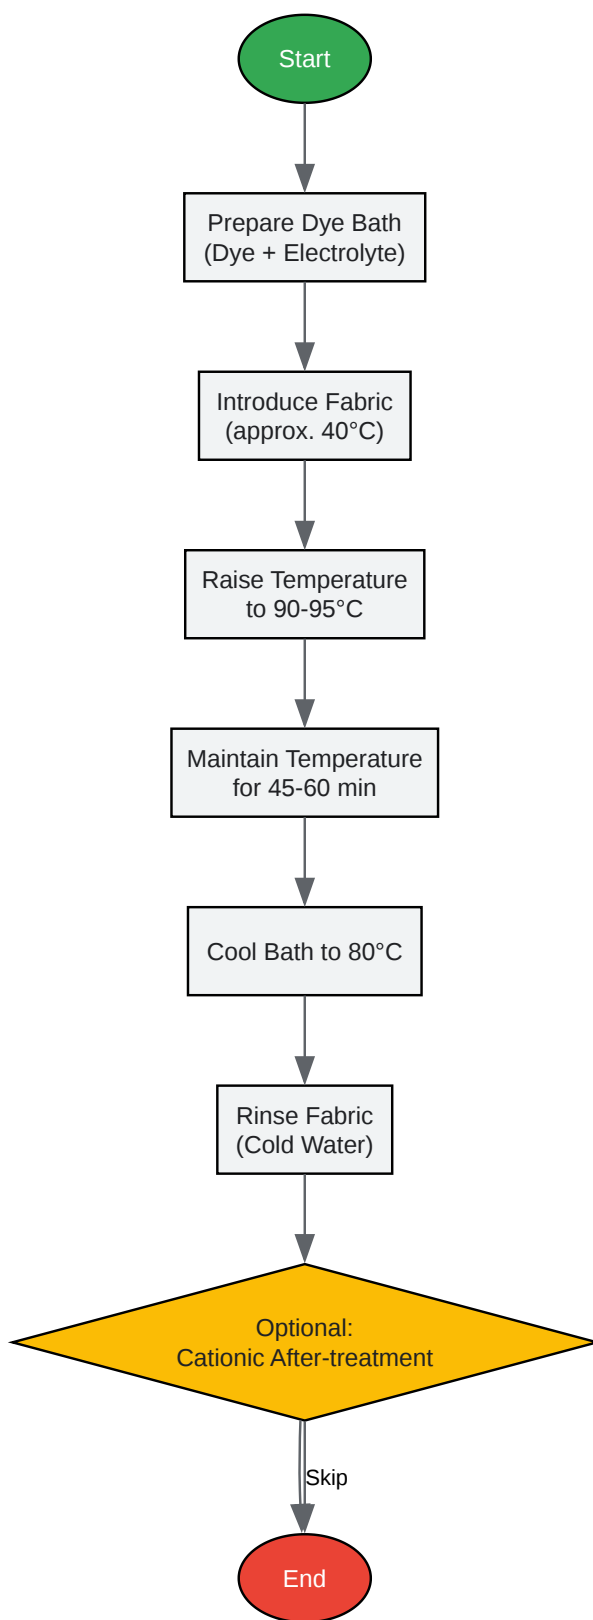 Start
Prepare Dye Bath
(Dye + Electrolyte)
Introduce Fabric
(approx. 40°C)
Raise Temperature
to 90-95°C
Maintain Temperature
for 45-60 min
Cool Bath to 80°C
Rinse Fabric
(Cold Water)
Optional:
Cationic After-treatment
Skip
End